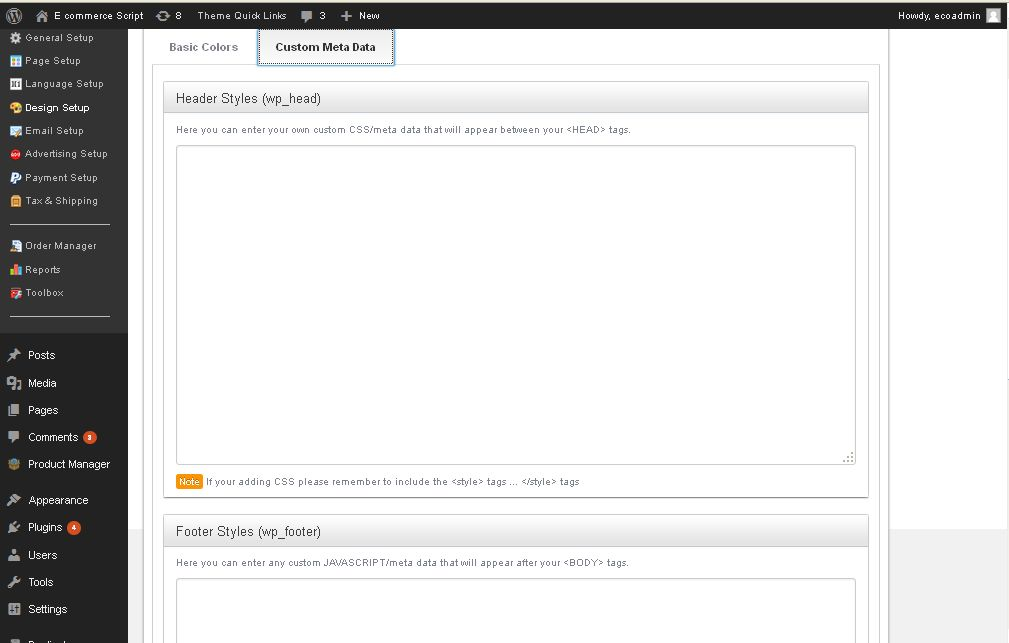 E commerce Script 8 Theme Quick Links 3 New Howdy, ecoadmin
General Setup
Page Setup
Language Setup
Design Setup
Email Setup
Advertising Setup
Payment Setup
Tax & Shipping
Order Manager
Reports
Toolbox
Posts
Media
Pages
Comments 3
Product Manager
Appearance
Plugins 4
Users
Tools
Settings
Basic Colors Custom Meta Data
Header Styles (wp_head)
Here you can enter your own custom CSS/meta data that will appear between your <HEAD> tags.
Note If your adding CSS please remember to include the <style> tags ... </style> tags
Footer Styles (wp_footer)
Here you can enter any custom JAVASCRIPT/meta data that will appear after your <BODY> tags.